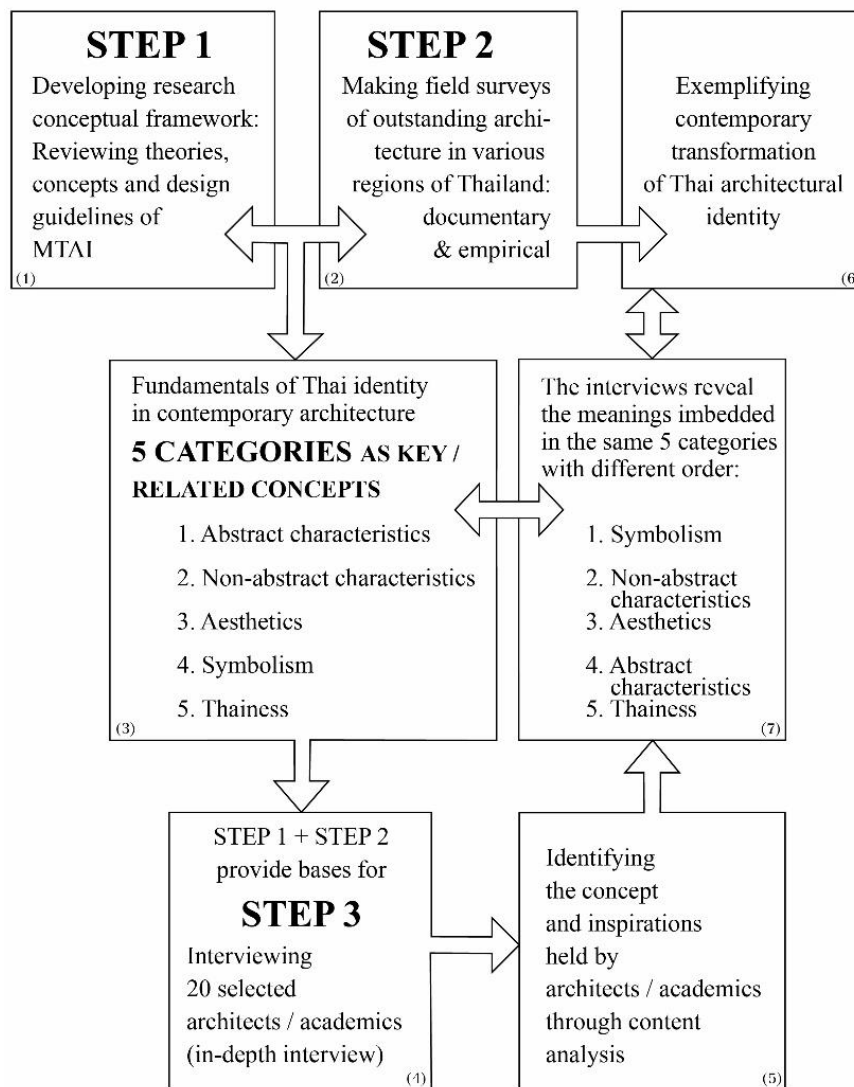 STEP 1
Developing research
conceptual framework:
Reviewing theories,
concepts and design
guidelines of
MTAI
(1)
STEP 2
Making field surveys
of outstanding archi-
tecture in various
regions of Thailand:
documentary
& empirical
(2)
Exemplifying
contemporary
transformation
of Thai architectural
identity
(6)
Fundamentals of Thai identity
in contemporary architecture
5 CATEGORIES AS KEY /
RELATED CONCEPTS
1. Abstract characteristics
2. Non-abstract characteristics
3. Aesthetics
4. Symbolism
5. Thainess
(3)
The interviews reveal
the meanings imbedded
in the same 5 categories
with different order:
1. Symbolism
2. Non-abstract
characteristics
3. Aesthetics
4. Abstract
characteristics
5. Thainess
(7)
STEP 1 + STEP 2
provide bases for
STEP 3
Interviewing
20 selected
architects / academics
(in-depth interview)
(4)
Identifying
the concept
and inspirations
held by
architects / academics
through content
analysis
(5)